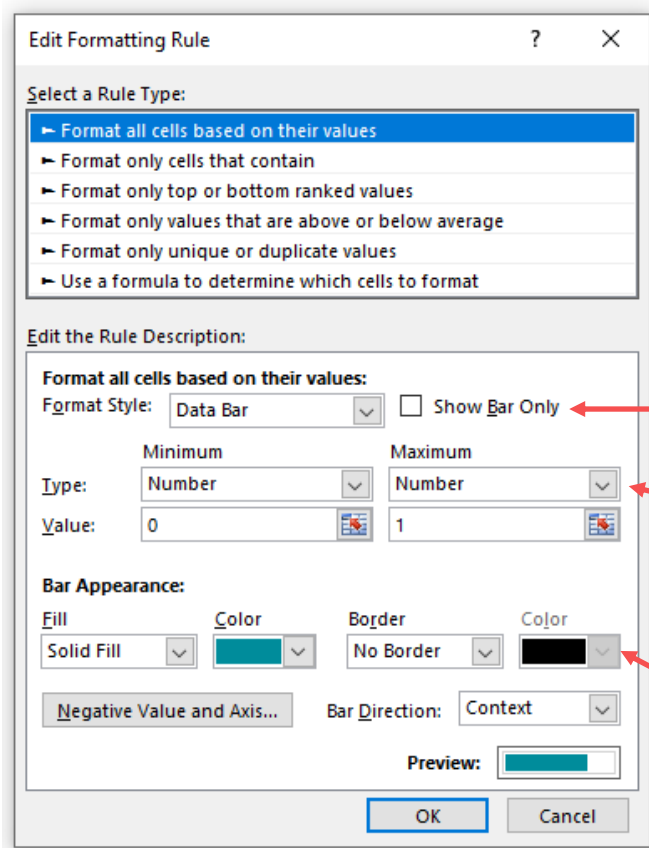 Edit Formatting Rule ?
Select a Rule Type:
► Format all cells based on their values
► Format only cells that contain
► Format only top or bottom ranked values
► Format only values that are above or below average
► Format only unique or duplicate values
► Use a formula to determine which cells to format
Edit the Rule Description:
Format all cells based on their values:
Format Style: Data Bar Show Bar Only
Minimum Maximum
Type: Number Number
Value: 0 1
Bar Appearance:
Fill Color Border Color
Solid Fill No Border
Negative Value and Axis... Bar Direction: Context
Preview:
OK Cancel